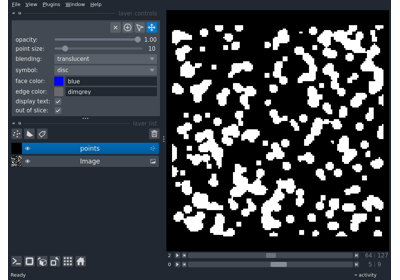 File View Plugins Window Help
layer controls
opacity: 1.00
point size: 10
blending: translucent
symbol: disc
face color: blue
edge color: dimgrey
display text:
out of slice:
layer list
points
Image
2 64 127
0 5 9
Ready activity